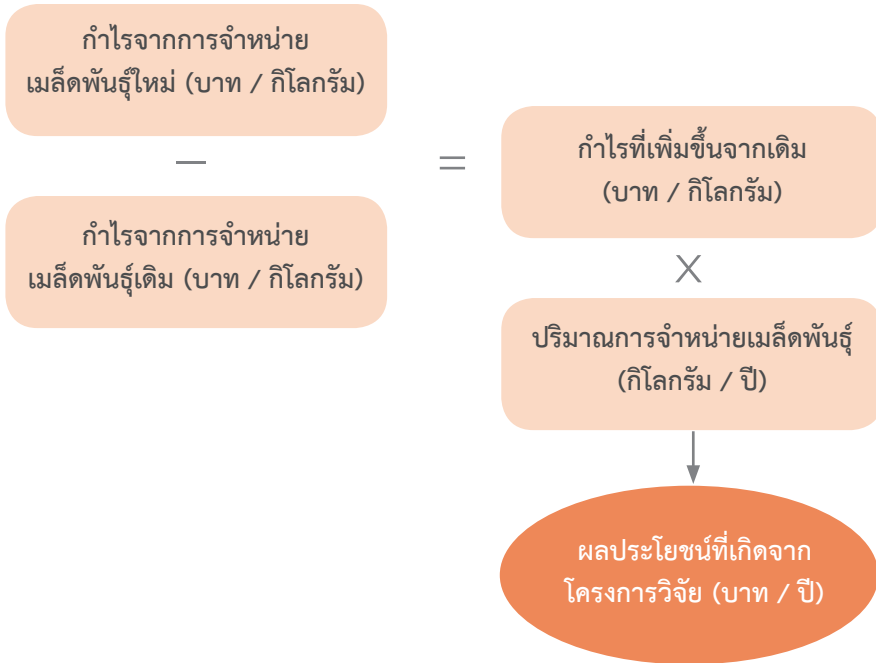 กำไรจากการจำหน่าย
เมล็ดพันธุ์ใหม่ (บาท / กิโลกรัม)
—
กำไรจากการจำหน่าย
เมล็ดพันธุ์เดิม (บาท / กิโลกรัม)
=
กำไรที่เพิ่มขึ้นจากเดิม
(บาท / กิโลกรัม)
X
ปริมาณการจำหน่ายเมล็ดพันธุ์
(กิโลกรัม / ปี)
ผลประโยชน์ที่เกิดจาก
โครงการวิจัย (บาท / ปี)